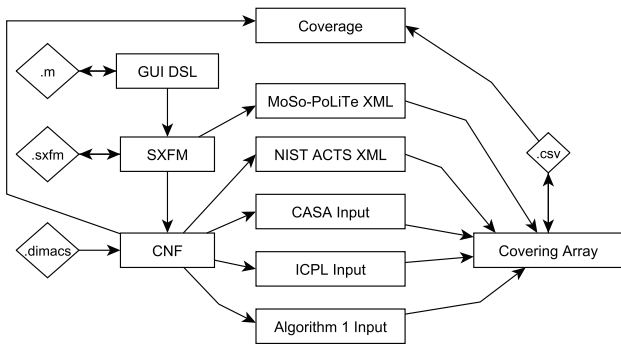 Coverage
.m
GUI DSL
MoSo-PoLiTe XML
.sxfm
SXFM
NIST ACTS XML
.csv
CASA Input
.dimacs
CNF
Covering Array
ICPL Input
Algorithm 1 Input